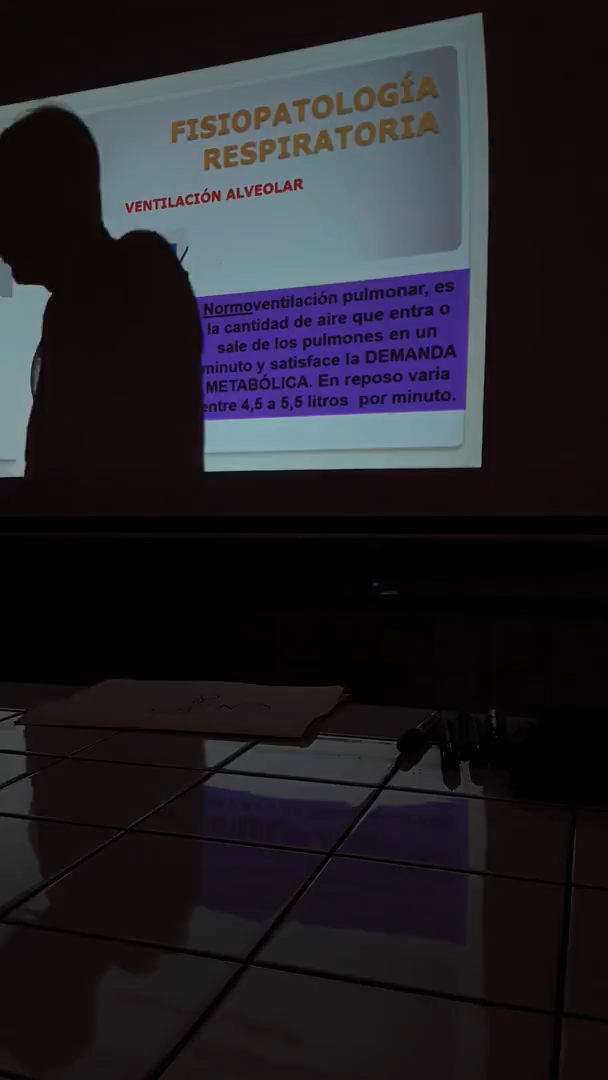 FISIOPATOLOGÍA
RESPIRATORIA
VENTILACIÓN ALVEOLAR
Normoventilación pulmonar, es
la cantidad de aire que entra o
sale de los pulmones en un
minuto y satisface la DEMANDA
METABÓLICA. En reposo varía
entre 4,5 a 5,5 litros por minuto.